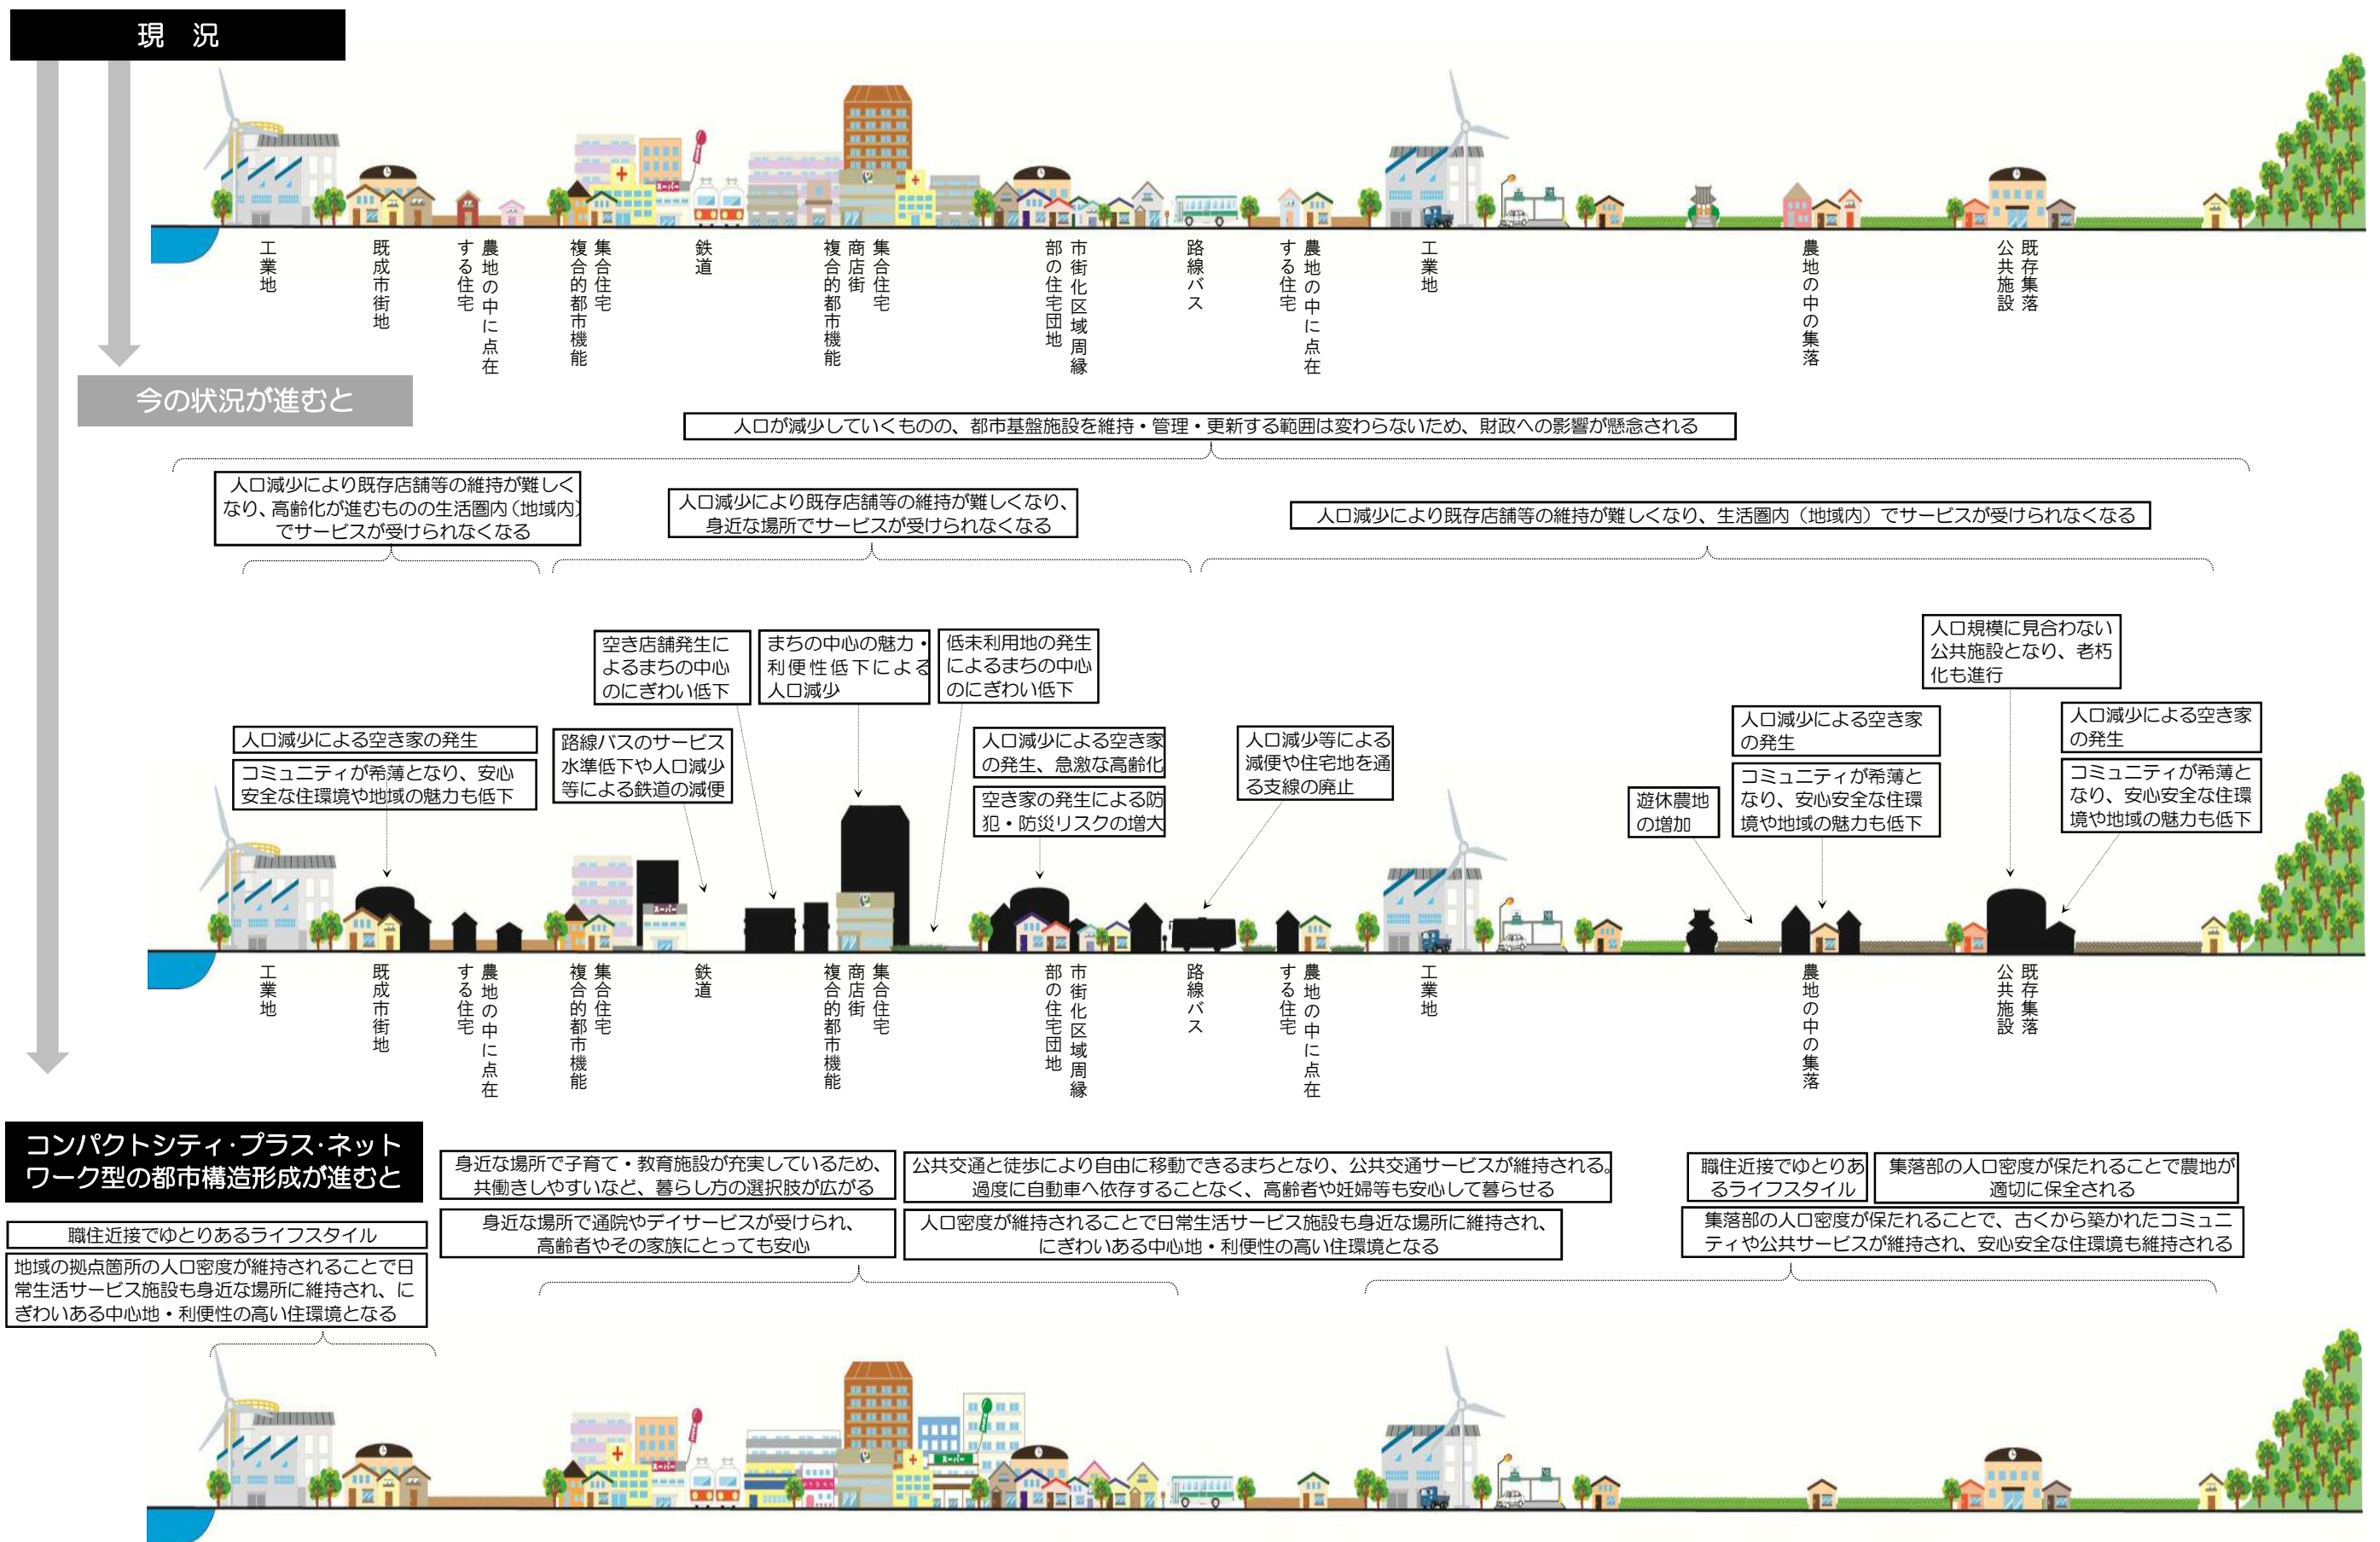 現　況
工業地
既成市街地
農地の中に点在
する住宅
集合住宅
複合的都市機能
鉄道
集合住宅
商店街
複合的都市機能
市街化区域周縁
部の住宅団地
路線バス
農地の中に点在
する住宅
工業地
農地の中の集落
既存集落
公共施設
スーパー
今の状況が進むと
人口が減少していくものの、都市基盤施設を維持・管理・更新する範囲は変わらないため、財政への影響が懸念される
人口減少により既存店舗等の維持が難しく
なり、高齢化が進むものの生活圏内（地域内）
でサービスが受けられなくなる
人口減少により既存店舗等の維持が難しくなり、
身近な場所でサービスが受けられなくなる
人口減少により既存店舗等の維持が難しくなり、生活圏内（地域内）でサービスが受けられなくなる
人口減少による空き家の発生
コミュニティが希薄となり、安心
安全な住環境や地域の魅力も低下
路線バスのサービス
水準低下や人口減少
等による鉄道の減便
空き店舗発生に
よるまちの中心
のにぎわい低下
まちの中心の魅力・
利便性低下による
人口減少
低未利用地の発生
によるまちの中心
のにぎわい低下
人口減少による空き家
の発生、急激な高齢化
空き家の発生による防
犯・防災リスクの増大
人口減少等による
減便や住宅地を通
る支線の廃止
遊休農地
の増加
人口減少による空き家
の発生
コミュニティが希薄と
なり、安心安全な住環
境や地域の魅力も低下
人口規模に見合わない
公共施設となり、老朽
化も進行
人口減少による空き家
の発生
コミュニティが希薄と
なり、安心安全な住環
境や地域の魅力も低下
スーパー
工業地
既成市街地
農地の中に点在
する住宅
集合住宅
複合的都市機能
鉄道
集合住宅
商店街
複合的都市機能
市街化区域周縁
部の住宅団地
路線バス
農地の中に点在
する住宅
工業地
農地の中の集落
既存集落
公共施設
コンパクトシティ・プラス・ネット
ワーク型の都市構造形成が進むと
職住近接でゆとりあるライフスタイル
地域の拠点箇所の人口密度が維持されることで日
常生活サービス施設も身近な場所に維持され、に
ぎわいある中心地・利便性の高い住環境となる
身近な場所で子育て・教育施設が充実しているため、
共働きしやすいなど、暮らし方の選択肢が広がる
身近な場所で通院やデイサービスが受けられ、
高齢者やその家族にとっても安心
公共交通と徒歩により自由に移動できるまちとなり、公共交通サービスが維持される。
過度に自動車へ依存することなく、高齢者や妊婦等も安心して暮らせる
人口密度が維持されることで日常生活サービス施設も身近な場所に維持され、
にぎわいある中心地・利便性の高い住環境となる
職住近接でゆとりあ
るライフスタイル
集落部の人口密度が保たれることで農地が
適切に保全される
集落部の人口密度が保たれることで、古くから築かれたコミュニ
ティや公共サービスが維持され、安心安全な住環境も維持される
スーパー
スーパー